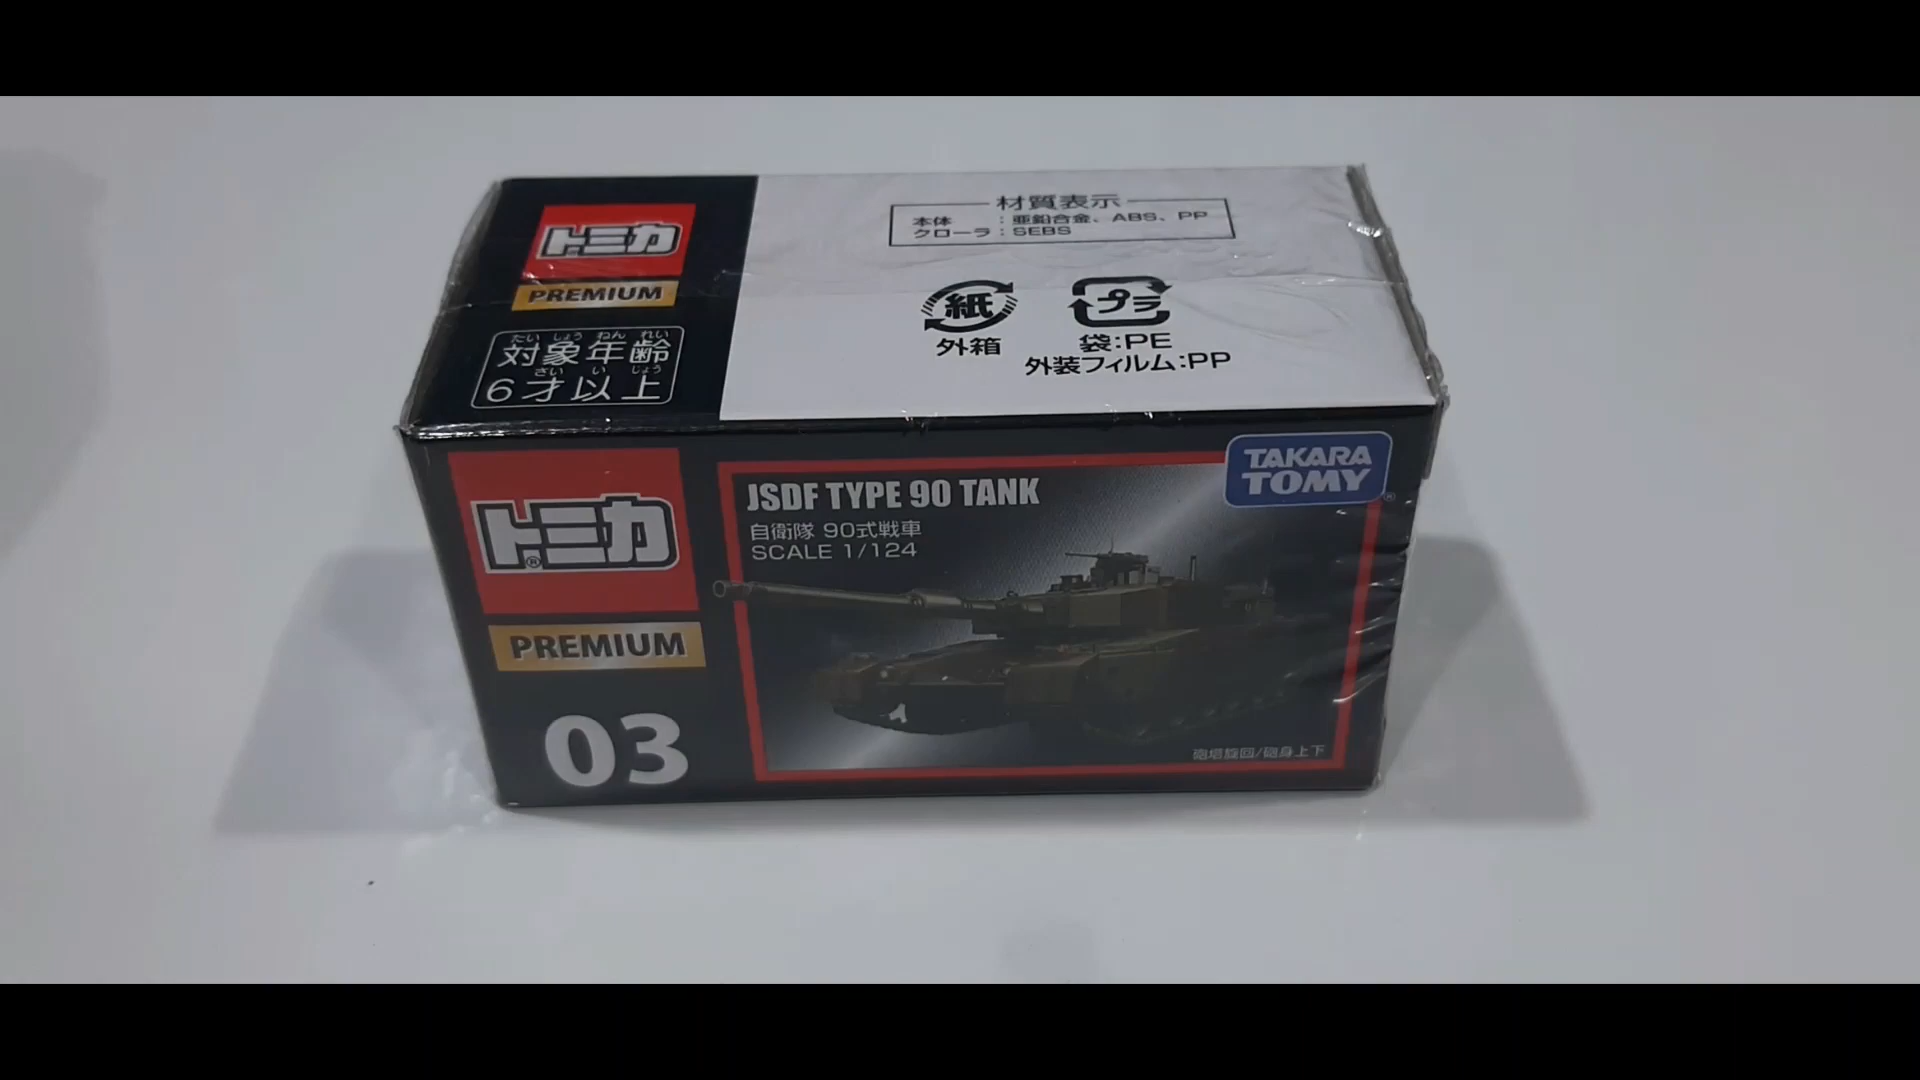 トミカ
PREMIUM
たいしょうねんれい
対象年齢
さい い じょう
6才以上
材質表示
本体 :亜鉛合金、ABS、PP
クローラ:SEBS
紙
外箱
プラ
袋:PE
外装フィルム:PP
トミカ®
PREMIUM
03
JSDF TYPE 90 TANK
自衛隊 90式戦車
SCALE 1/124
TAKARA
TOMY®
砲塔旋回/砲身上下